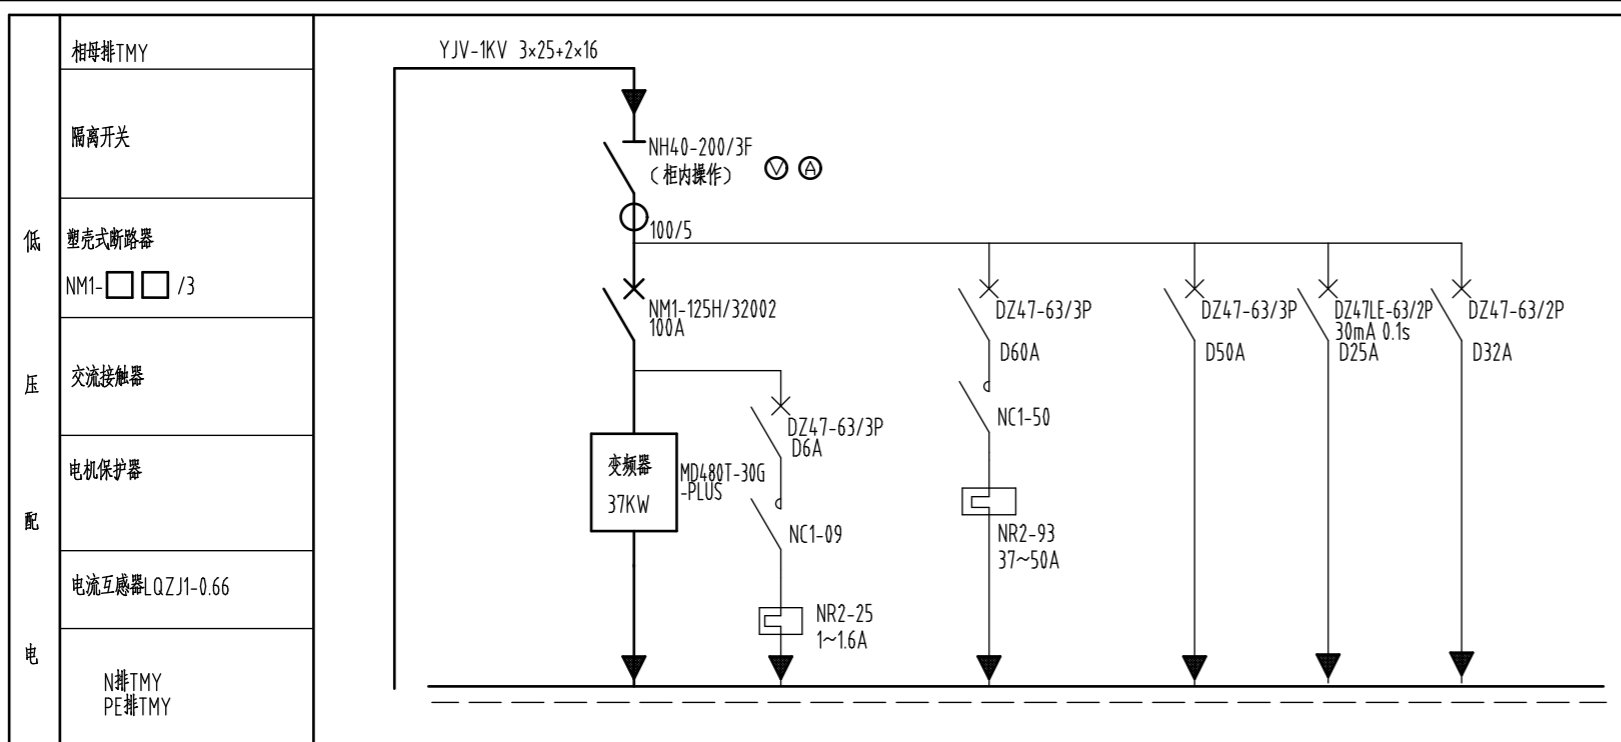 相母排TMY
隔离开关
塑壳式断路器
NM1-□□/3
交流接触器
电机保护器
电流互感器LQZJ1-0.66
N排TMY
PE排TMY
低
压
配
电
YJV-1KV 3×25+2×16
NH40-200/3F
（柜内操作）
V A
100/5
NM1-125H/32002
100A
变频器
37KW
MD480T-30G
-PLUS
DZ47-63/3P
D6A
NC1-09
NR2-25
1~1.6A
DZ47-63/3P
D60A
NC1-50
NR2-93
37~50A
DZ47-63/3P
D50A
DZ47LE-63/2P
30mA 0.1s
D25A
DZ47-63/2P
D32A